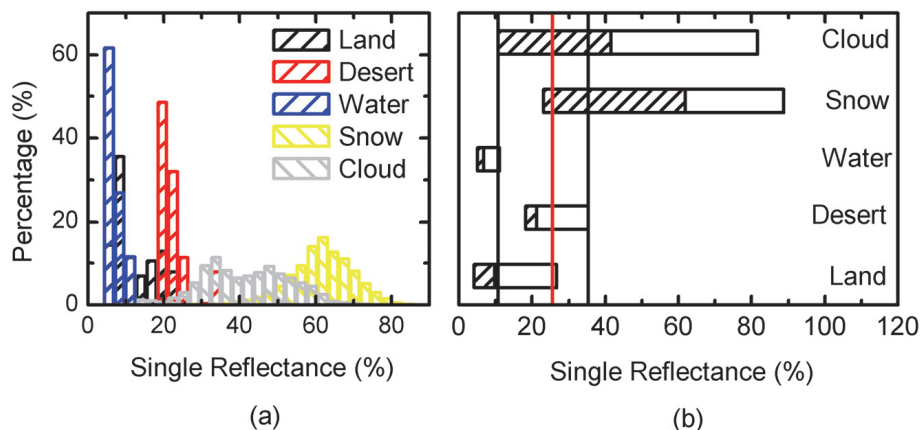 60
40
20
0
Percentage (%)
Land
Desert
Water
Snow
Cloud
0 20 40 60 80
Single Reflectance (%)
(a)
Cloud
Snow
Water
Desert
Land
0 20 40 60 80 100 120
Single Reflectance (%)
(b)